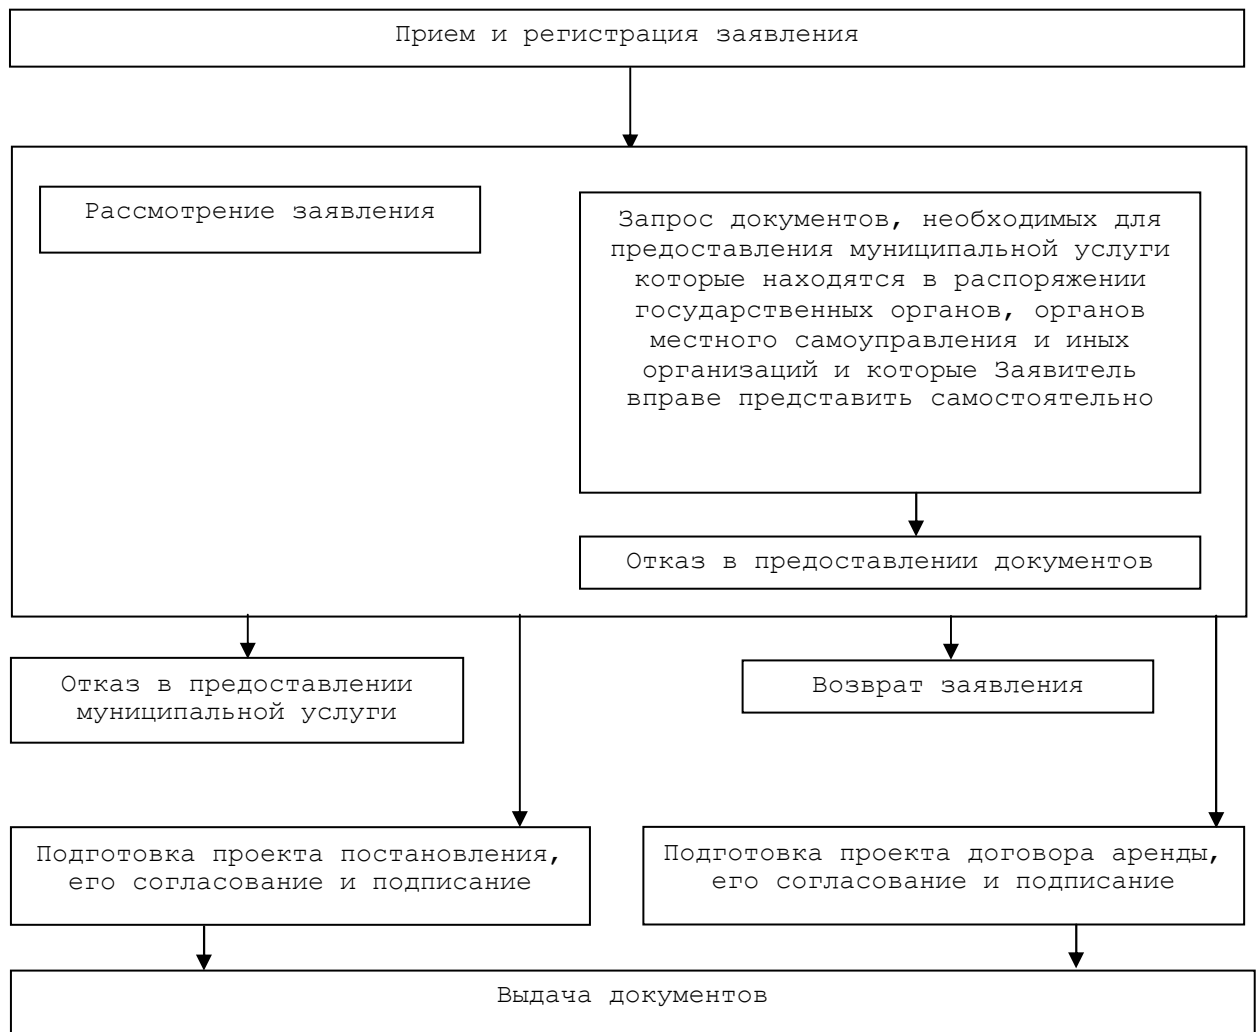 Прием и регистрация заявления
Рассмотрение заявления
Запрос документов, необходимых для
предоставления муниципальной услуги
которые находятся в распоряжении
государственных органов, органов
местного самоуправления и иных
организаций и которые Заявитель
вправе представить самостоятельно
Отказ в предоставлении документов
Отказ в предоставлении
муниципальной услуги
Возврат заявления
Подготовка проекта постановления,
его согласование и подписание
Подготовка проекта договора аренды,
его согласование и подписание
Выдача документов